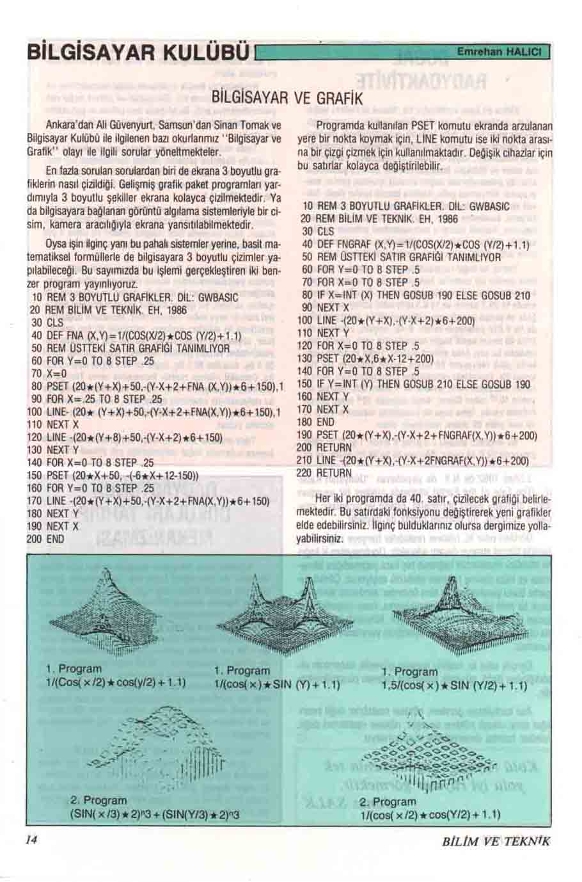 BİLGİSAYAR KULÜBÜ
Emrehan HALICI
BİLGİSAYAR VE GRAFİK
Ankara'dan Ali Güvenyurt, Samsun'dan Sinan Tomak ve
Bilgisayar Kulübü ile ilgilenen bazı okurlarımız ''Bilgisayar ve
Grafik'' olayı ile ilgili sorular yöneltmekteler.
En fazla sorulan sorulardan biri de ekrana 3 boyutlu gra-
fiklerin nasıl çizildiği. Gelişmiş grafik paket programları yar-
dımıyla 3 boyutlu şekiller ekrana kolayca çizilmektedir. Ya
da bilgisayara bağlanan görüntü algılama sistemleriyle bir ci-
sim, kamera aracılığıyla ekrana yansıtılabilmektedir.
Oysa işin ilginç yanı bu pahalı sistemler yerine, basit ma-
tematiksel formüllerle de bilgisayara 3 boyutlu çizimler ya-
pılabileceği. Bu sayımızda bu işlemi gerçekleştiren iki ben-
zer program yayınlıyoruz.
10 REM 3 BOYUTLU GRAFİKLER. DİL: GWBASIC
20 REM BİLİM VE TEKNİK. EH, 1986
30 CLS
40 DEF FNA (X,Y)=1/(COS(X/2)★COS (Y/2)+1.1)
50 REM ÜSTTEKİ SATIR GRAFİĞİ TANIMLIYOR
60 FOR Y=0 TO 8 STEP .25
70 X=0
80 PSET (20★(Y+X)+50,-(Y-X+2+FNA (X,Y))★6+150),1
90 FOR X=.25 TO 8 STEP .25
100 LINE- (20★ (Y+X)+50,-(Y-X+2+FNA(X,Y))★6+150),1
110 NEXT X
120 LINE -(20★(Y+8)+50,-(Y-X+2)★6+150)
130 NEXT Y
140 FOR X=0 TO 8 STEP .25
150 PSET (20★X+50, -(-6★X+12-150))
160 FOR Y=0 TO 8 STEP .25
170 LINE -(20★(Y+X)+50,-(Y-X+2+FNA(X,Y))★6+150)
180 NEXT Y
190 NEXT X
200 END
Programda kullanılan PSET komutu ekranda arzulanan
yere bir nokta koymak için, LINE komutu ise iki nokta arası-
na bir çizgi çizmek için kullanılmaktadır. Değişik cihazlar için
bu satırlar kolayca değiştirilebilir.
10 REM 3 BOYUTLU GRAFİKLER. DİL: GWBASIC
20 REM BİLİM VE TEKNİK. EH, 1986
30 CLS
40 DEF FNGRAF (X,Y)=1/(COS(X/2)★COS (Y/2)+1.1)
50 REM ÜSTTEKİ SATIR GRAFİĞİ TANIMLIYOR
60 FOR Y=0 TO 8 STEP .5
70 FOR X=0 TO 8 STEP .5
80 IF X=INT (X) THEN GOSUB 190 ELSE GOSUB 210
90 NEXT X
100 LINE -(20★(Y+X),-(Y-X+2)★6+200)
110 NEXT Y
120 FOR X=0 TO 8 STEP .5
130 PSET (20★X,6★X-12+200)
140 FOR Y=0 TO 8 STEP .5
150 IF Y=INT (Y) THEN GOSUB 210 ELSE GOSUB 190
160 NEXT Y
170 NEXT X
180 END
190 PSET (20★(Y+X),-(Y-X+2+FNGRAF(X,Y))★6+200)
200 RETURN
210 LINE -(20★(Y+X),-(Y-X+2FNGRAF(X,Y))★6+200)
220 RETURN
Her iki programda da 40. satır, çizilecek grafiği belirle-
mektedir. Bu satırdaki fonksiyonu değiştirerek yeni grafikler
elde edebilirsiniz. İlginç bulduklarınız olursa dergimize yolla-
yabilirsiniz.
1. Program
1/(Cos( x /2)★cos(y/2)+1.1)
1. Program
1/(cos( x )★SIN (Y)+1.1)
1. Program
1,5/(cos( x )★SIN (Y/2)+1.1)
2. Program
(SIN( x /3)★2)^3+(SIN(Y/3)★2)^3
2. Program
1/(cos( x /2)★cos(Y/2)+1.1)
14
BİLİM VE TEKNİK